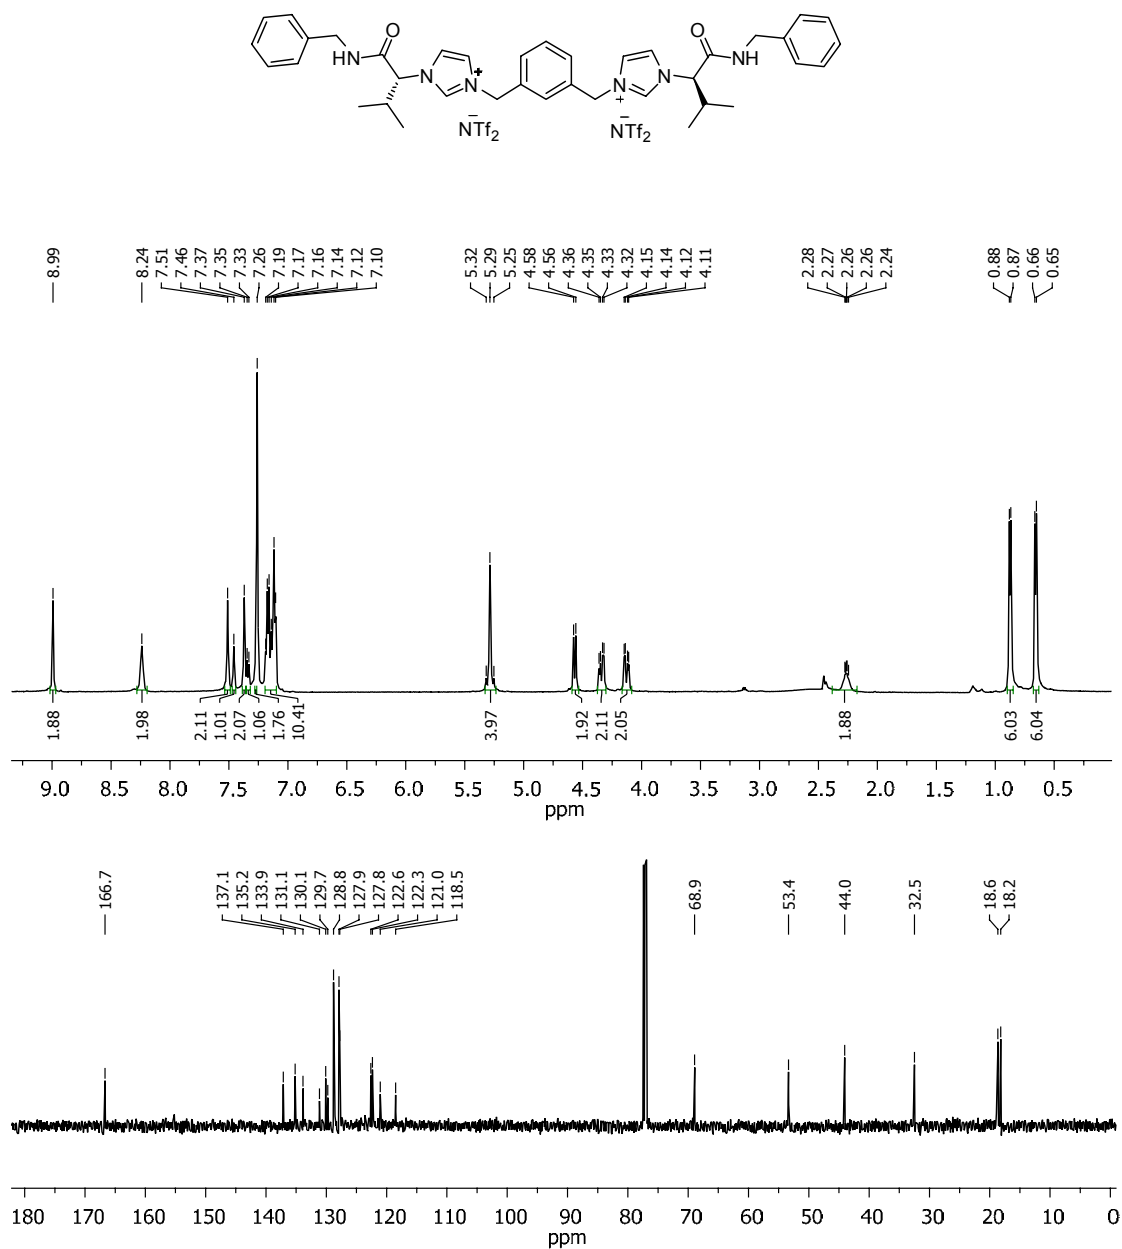 O O
HN NH
N N + N + N
NTf2 − NTf2 −
8.99 8.24 7.51 7.46 7.37 7.35 7.33 7.26 7.19 7.17 7.16 7.14 7.12 7.10 5.32 5.29 5.25 4.58 4.56 4.36 4.35 4.33 4.32 4.15 4.14 4.12 4.11 2.28 2.27 2.26 2.26 2.24 0.88 0.87 0.66 0.65
1.88 1.98 2.11 1.01 2.07 1.06 1.76 10.41 3.97 1.92 2.11 2.05 1.88 6.03 6.04
9.0 8.5 8.0 7.5 7.0 6.5 6.0 5.5 5.0 4.5 4.0 3.5 3.0 2.5 2.0 1.5 1.0 0.5
ppm
166.7 137.1 135.2 133.9 131.1 130.1 129.7 128.8 127.9 127.8 122.6 122.3 121.0 118.5 68.9 53.4 44.0 32.5 18.6 18.2
180 170 160 150 140 130 120 110 100 90 80 70 60 50 40 30 20 10 0
ppm